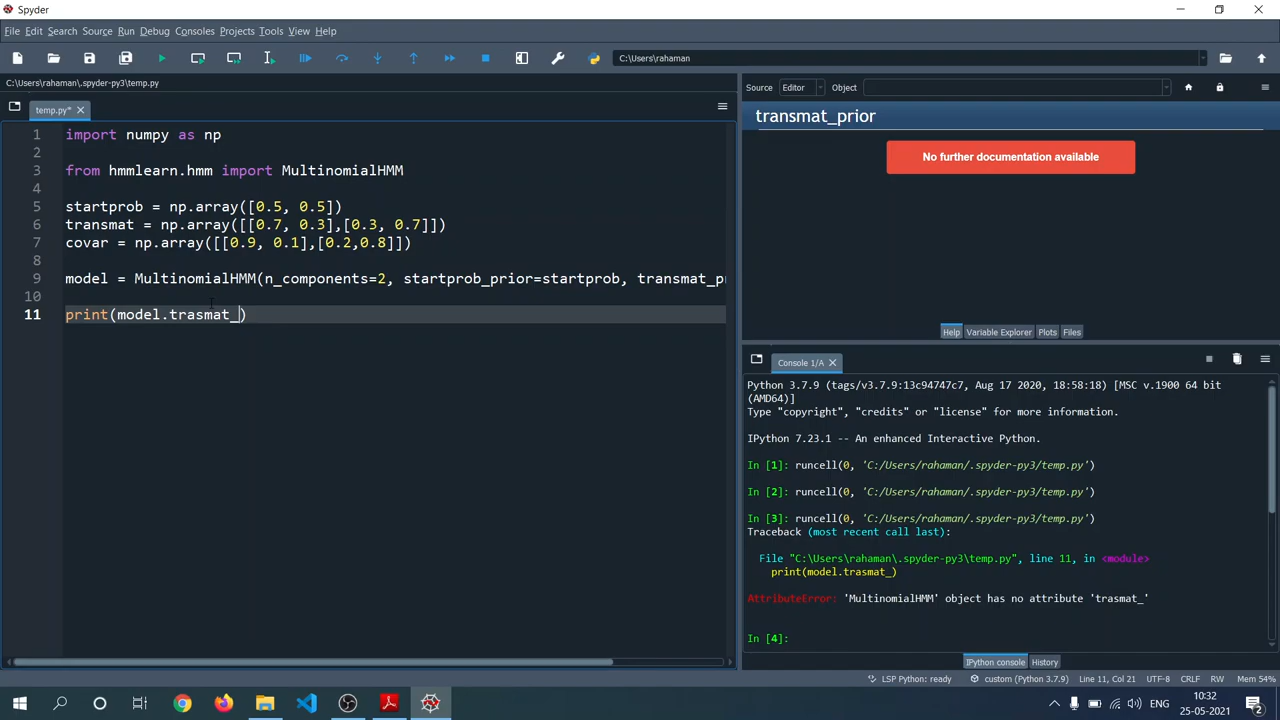 Spyder
File Edit Search Source Run Debug Consoles Projects Tools View Help
C:\Users\rahaman
C:\Users\rahaman\.spyder-py3\temp.py
temp.py*
1 import numpy as np
2
3 from hmmlearn.hmm import MultinomialHMM
4
5 startprob = np.array([0.5, 0.5])
6 transmat = np.array([[0.7, 0.3],[0.3, 0.7]])
7 covar = np.array([[0.9, 0.1],[0.2,0.8]])
8
9 model = MultinomialHMM(n_components=2, startprob_prior=startprob, transmat_pr
10
11 print(model.trasmat_)
Source Editor Object
transmat_prior
No further documentation available
Help Variable Explorer Plots Files
Console 1/A
Python 3.7.9 (tags/v3.7.9:13c94747c7, Aug 17 2020, 18:58:18) [MSC v.1900 64 bit
(AMD64)]
Type "copyright", "credits" or "license" for more information.
IPython 7.23.1 -- An enhanced Interactive Python.
In [1]: runcell(0, 'C:/Users/rahaman/.spyder-py3/temp.py')
In [2]: runcell(0, 'C:/Users/rahaman/.spyder-py3/temp.py')
In [3]: runcell(0, 'C:/Users/rahaman/.spyder-py3/temp.py')
Traceback (most recent call last):
File "C:\Users\rahaman\.spyder-py3\temp.py", line 11, in <module>
print(model.trasmat_)
AttributeError: 'MultinomialHMM' object has no attribute 'trasmat_'
In [4]:
IPython console History
LSP Python: ready custom (Python 3.7.9) Line 11, Col 21 UTF-8 CRLF RW Mem 54%
ENG 10:32
25-05-2021 2